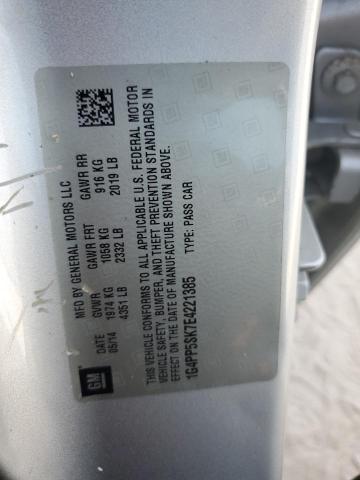 MFD BY GENERAL MOTORS LLC
DATE GVWR GAWR FRT GAWR RR
05/14 1974 KG 1058 KG 916 KG
4351 LB 2332 LB 2019 LB
THIS VEHICLE CONFORMS TO ALL APPLICABLE U.S. FEDERAL MOTOR
VEHICLE SAFETY, BUMPER, AND THEFT PREVENTION STANDARDS IN
EFFECT ON THE DATE OF MANUFACTURE SHOWN ABOVE.
1G4PP5SK7E4221385 TYPE: PASS CAR
GM